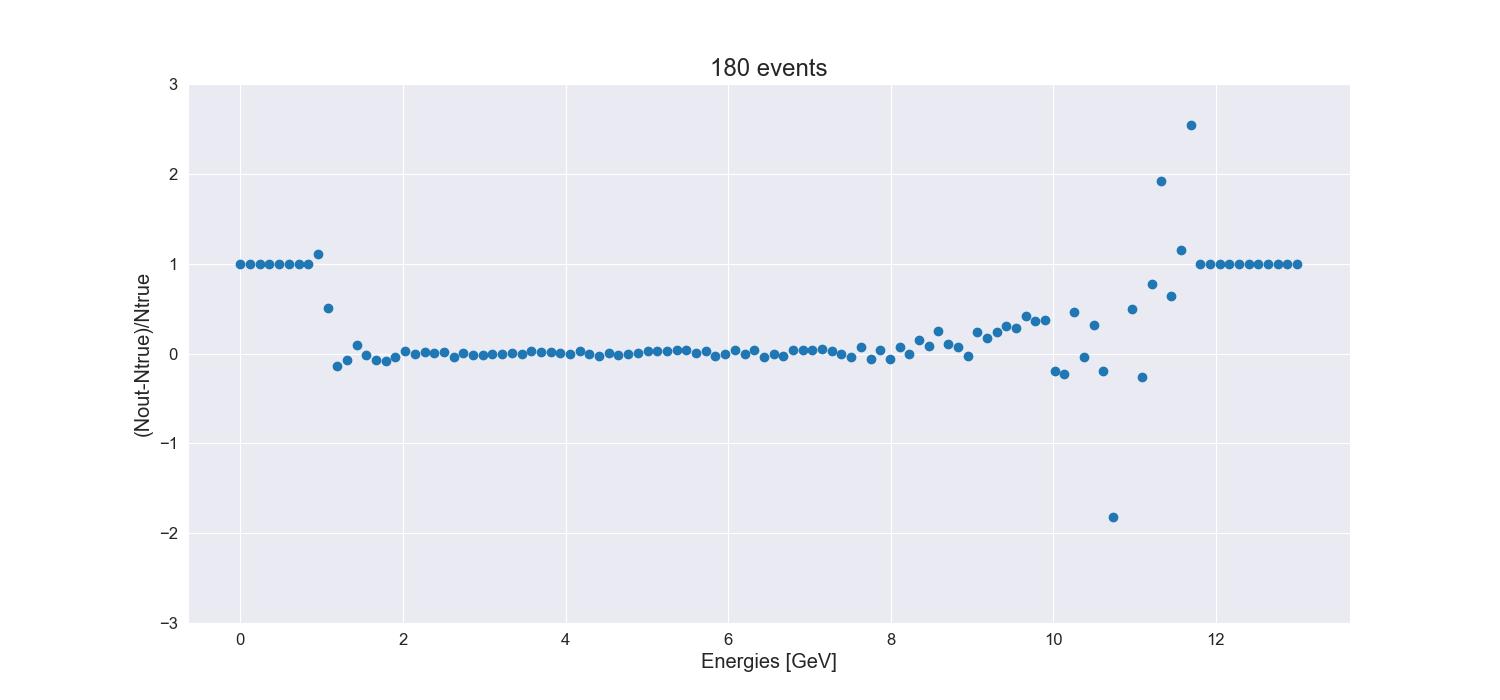 180 events
3
2
1
0
−1
−2
−3
(Nout-Ntrue)/Ntrue
0 2 4 6 8 10 12
Energies [GeV]